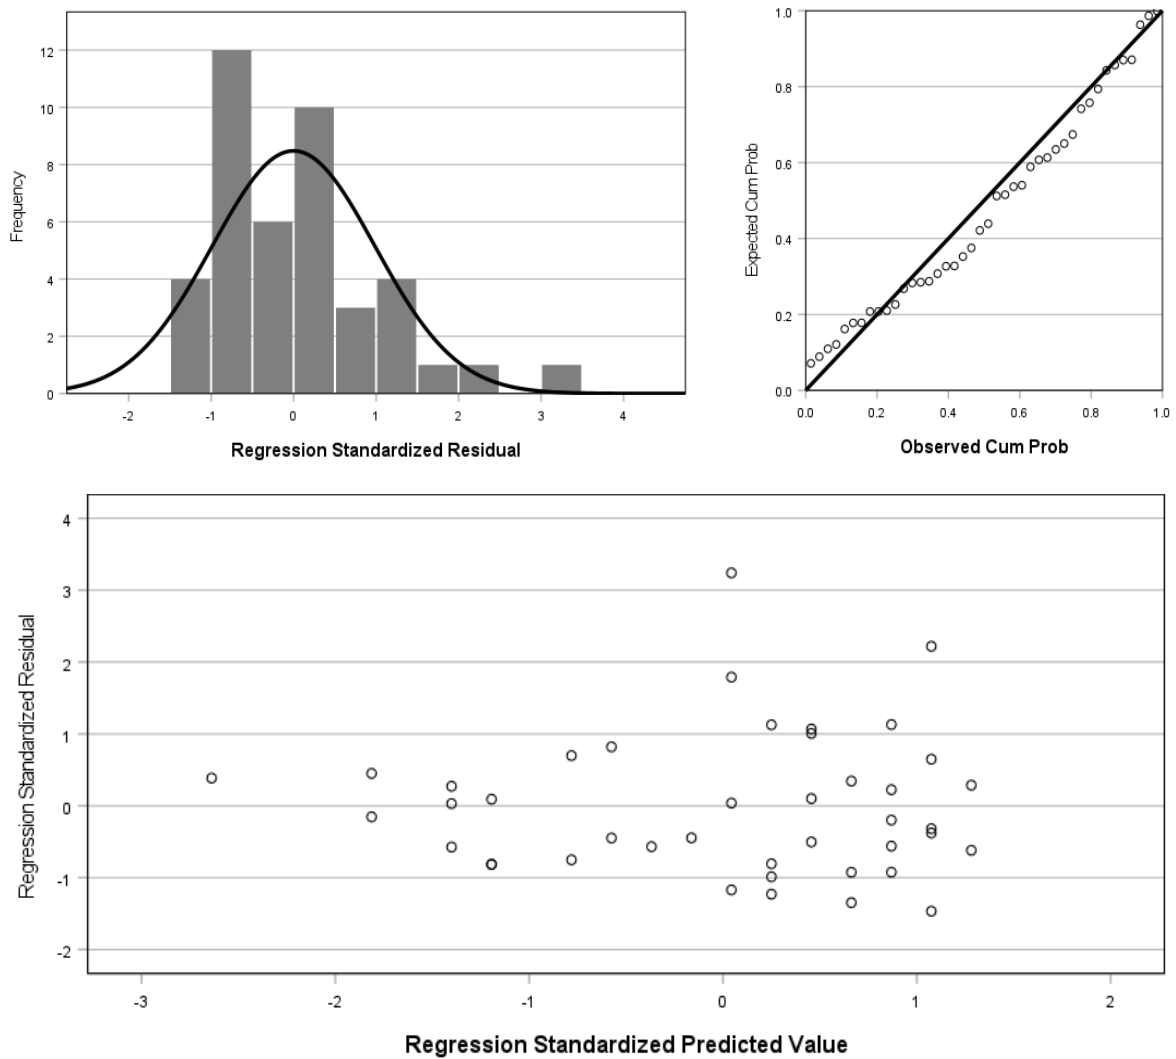 12
10
8
6
4
2
0
Frequency
-2 -1 0 1 2 3 4
Regression Standardized Residual
1.0
0.8
0.6
0.4
0.2
0.0
Expected Cum Prob
0.0 0.2 0.4 0.6 0.8 1.0
Observed Cum Prob
4
3
2
1
0
-1
-2
Regression Standardized Residual
-3 -2 -1 0 1 2
Regression Standardized Predicted Value